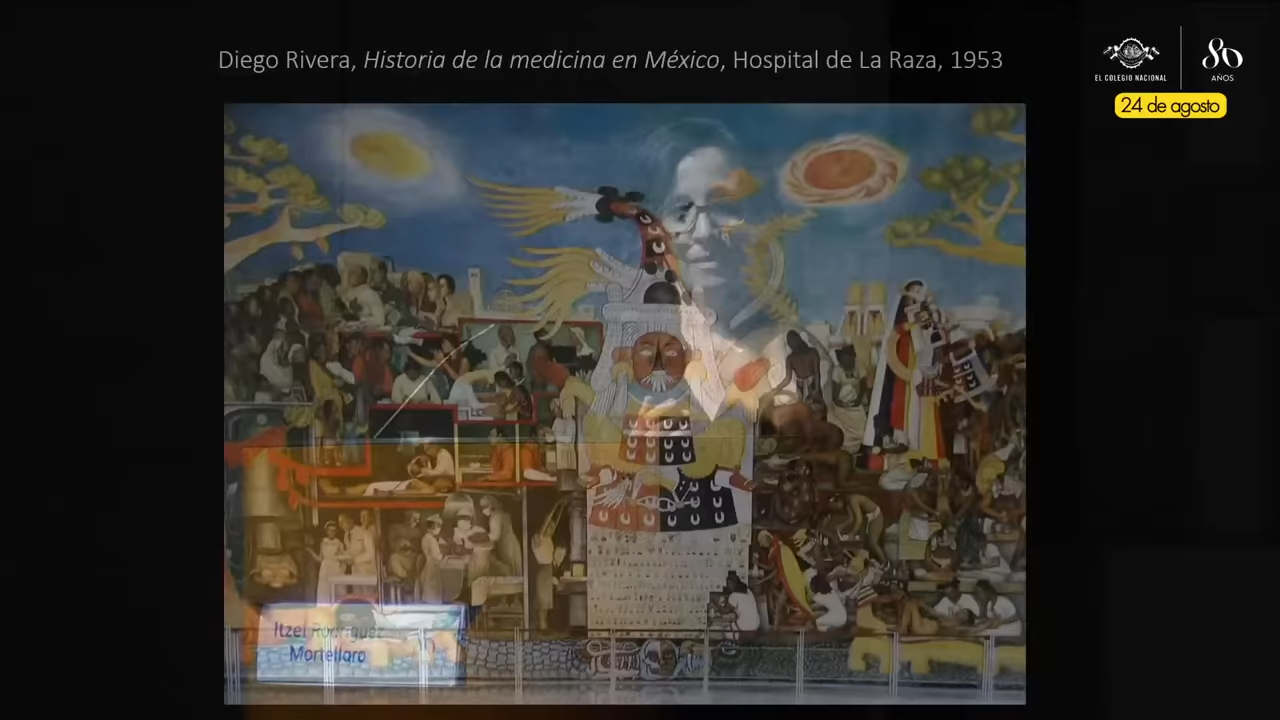 Diego Rivera, Historia de la medicina en México, Hospital de La Raza, 1953
EL COLEGIO NACIONAL
80
AÑOS
24 de agosto
Itzel Rodríguez
Mortellaro